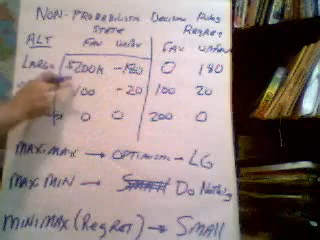 NON-PROBABILISTIC Decision Rules
STATE Regret
ALT FAV UNFAV FAV UNFAV
LARGE $200K -180 0 180
100 -20 100 20
0 0 200 0
MAXIMAX → OPTIMUM - LG
MAXIMIN → Do Nothing
MINIMAX (Regret) → SMALL